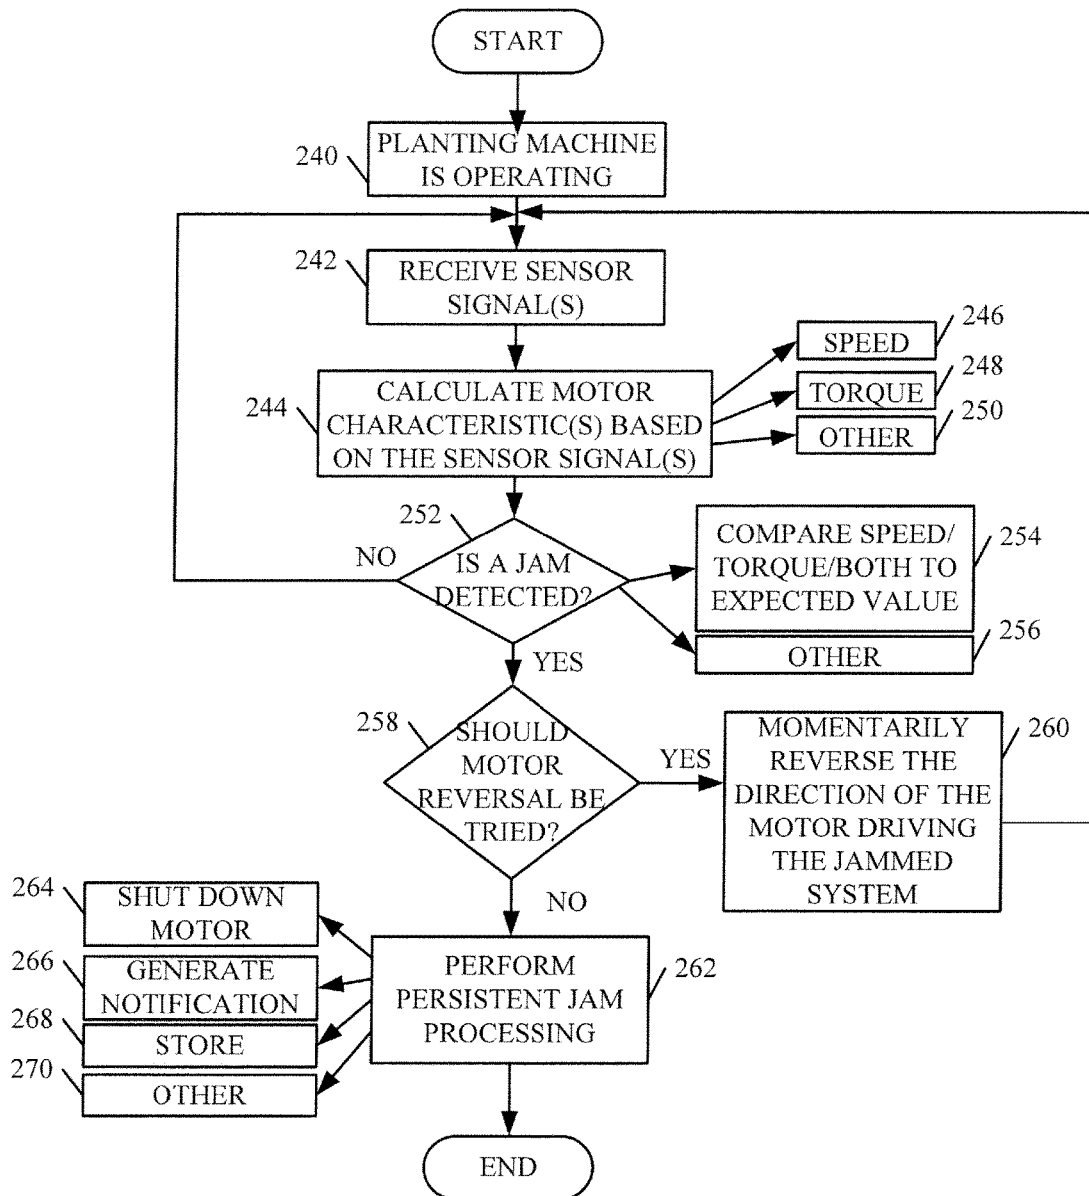 START
240
PLANTING MACHINE
IS OPERATING
242
RECEIVE SENSOR
SIGNAL(S)
244
CALCULATE MOTOR
CHARACTERISTIC(S) BASED
ON THE SENSOR SIGNAL(S)
SPEED
246
TORQUE
248
OTHER
250
252
NO
IS A JAM
DETECTED?
YES
COMPARE SPEED/
TORQUE/BOTH TO
EXPECTED VALUE
254
OTHER
256
258
SHOULD
MOTOR
REVERSAL BE
TRIED?
YES
NO
MOMENTARILY
REVERSE THE
DIRECTION OF THE
MOTOR DRIVING
THE JAMMED
SYSTEM
260
264
SHUT DOWN
MOTOR
266
GENERATE
NOTIFICATION
268
STORE
270
OTHER
PERFORM
PERSISTENT JAM
PROCESSING
262
END